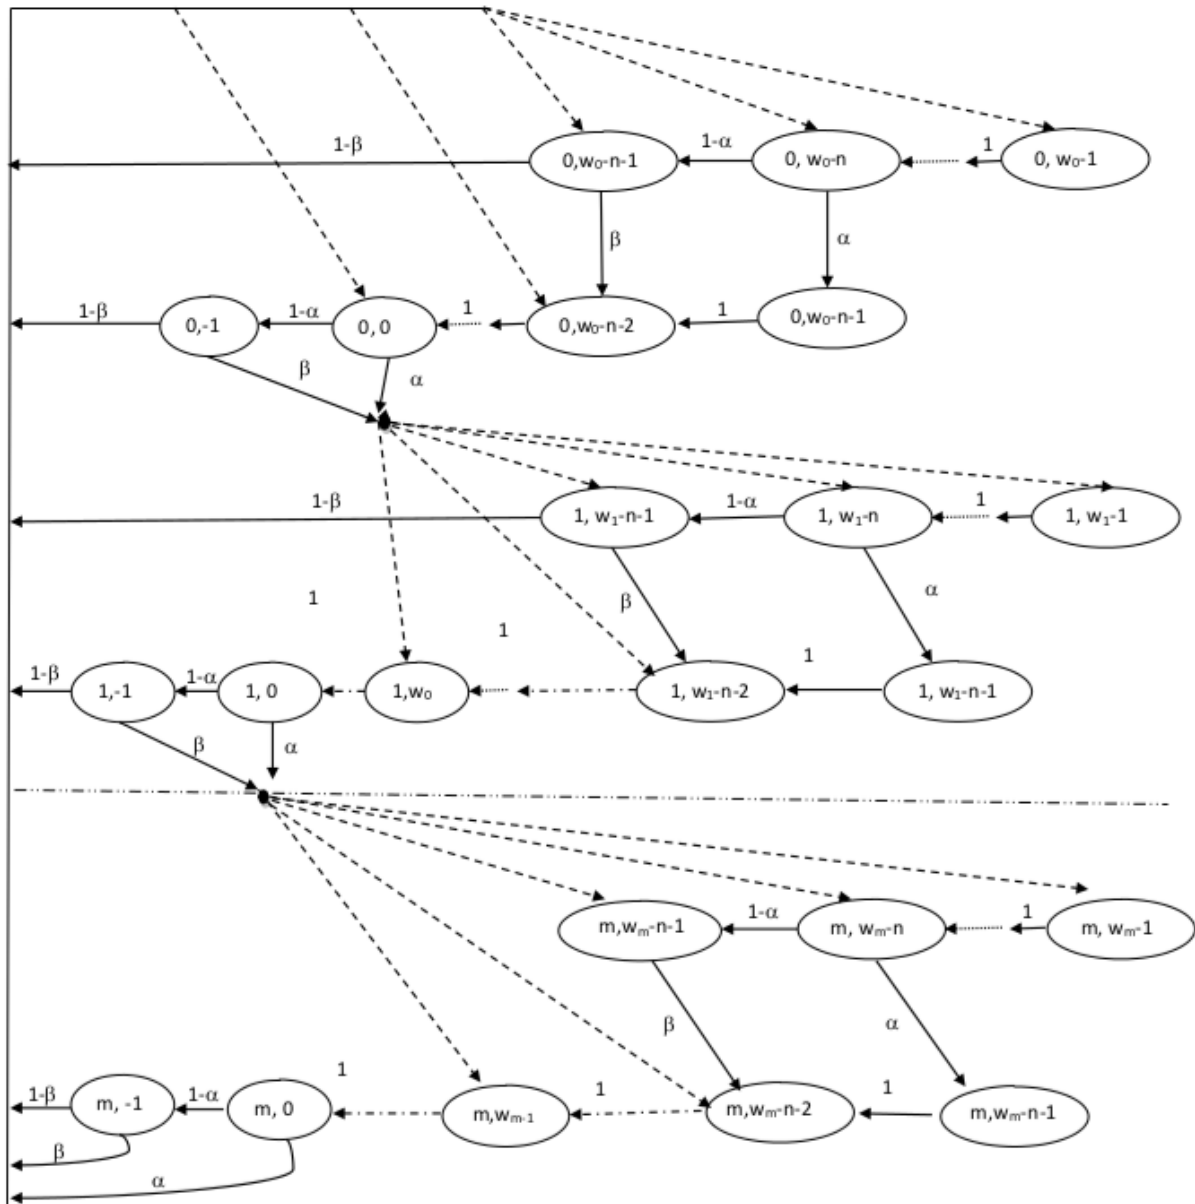 1-β 1-α 1
0,w₀-n-1 0, w₀-n 0, w₀-1
β α
1-β 1-α 1 1
0,-1 0, 0 0,w₀-n-2 0,w₀-n-1
β α
1-β 1-α 1
1, w₁-n-1 1, w₁-n 1, w₁-1
β α
1 1 1
1-β 1-α
1,-1 1, 0 1,w₀ 1, w₁-n-2 1, w₁-n-1
β α
1-α 1
m,wₘ-n-1 m, wₘ-n m, wₘ-1
β α
1-β 1-α 1 1 1
m, -1 m, 0 m,wₘ₋₁ m,wₘ-n-2 m,wₘ-n-1
β
α